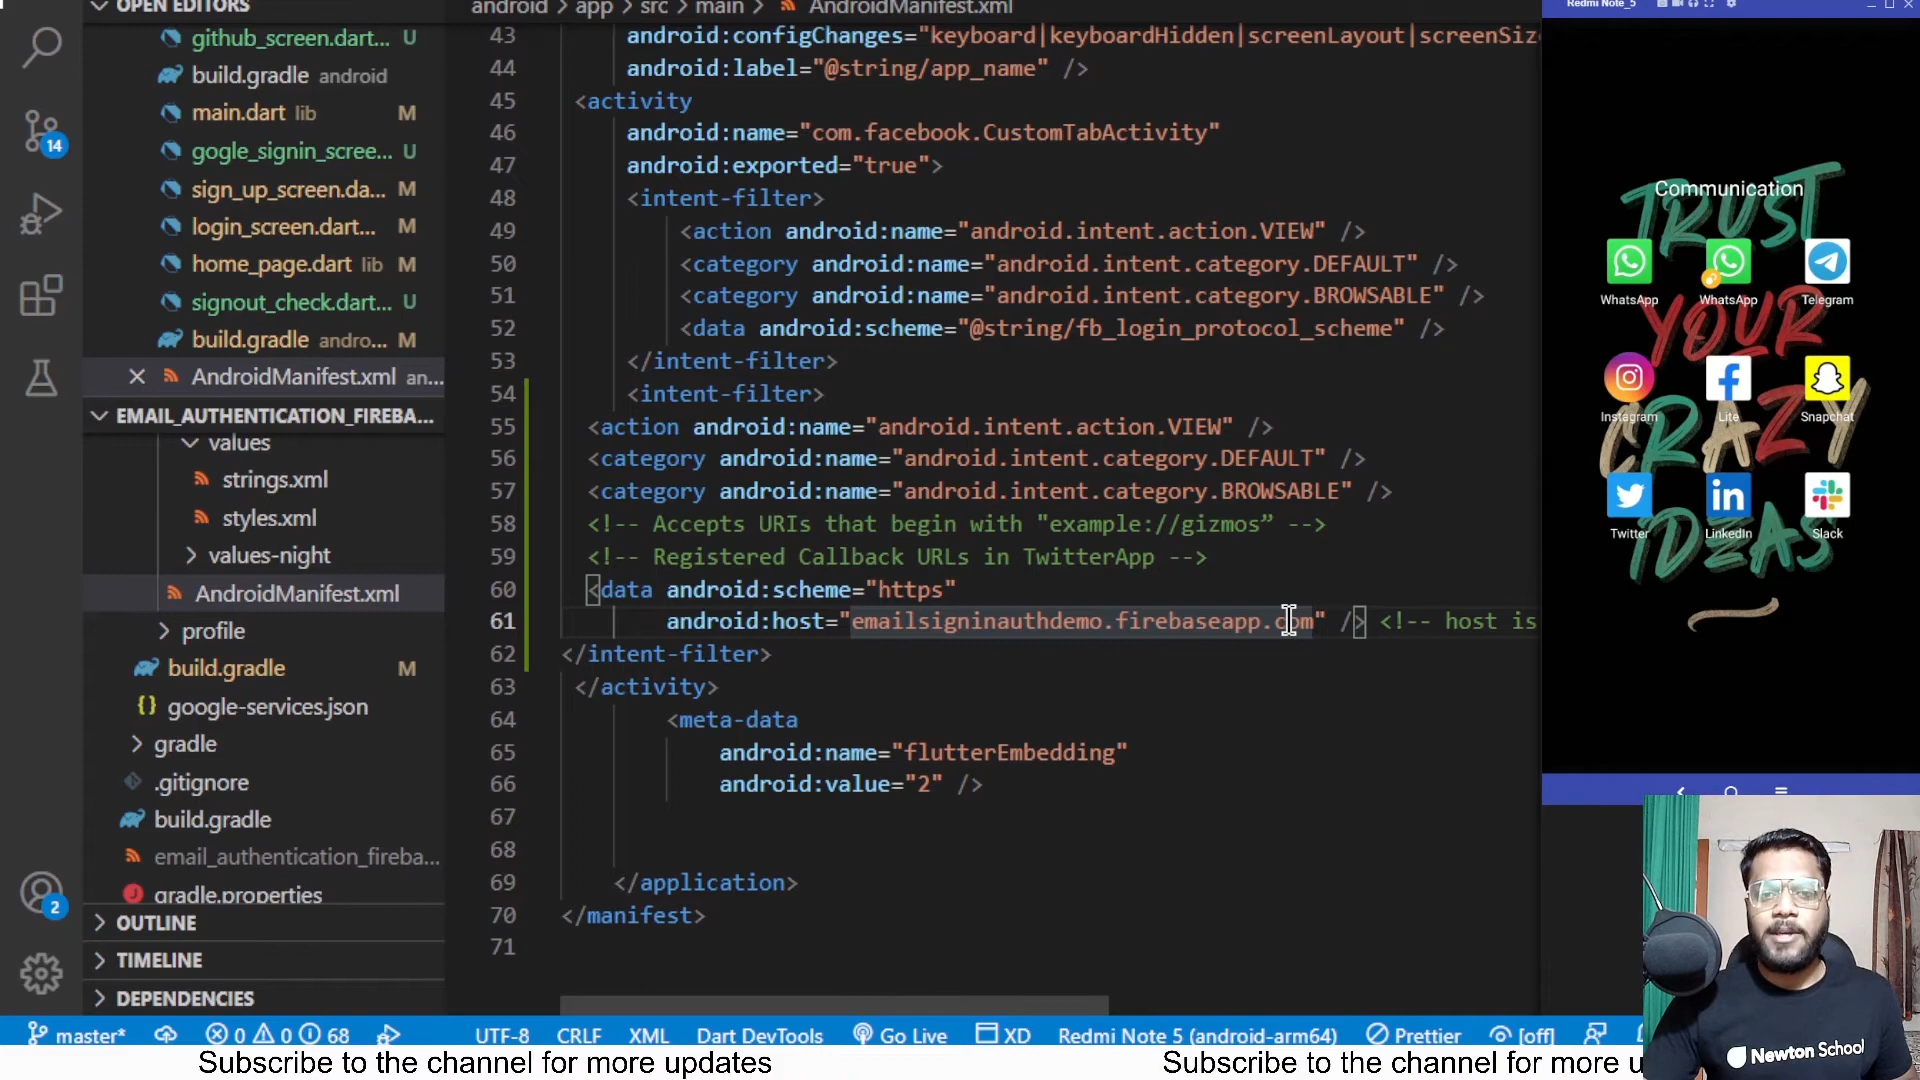 OPEN EDITORS
github_screen.dart... U
build.gradle android
main.dart lib M
gogle_signin_scree... U
sign_up_screen.da... M
login_screen.dart... M
home_page.dart lib M
signout_check.dart... U
build.gradle andro... M
AndroidManifest.xml an...
EMAIL_AUTHENTICATION_FIREBA...
values
strings.xml
styles.xml
values-night
AndroidManifest.xml
profile
build.gradle M
google-services.json
gradle
.gitignore
build.gradle
email_authentication_fireba...
gradle.properties
OUTLINE
TIMELINE
DEPENDENCIES
14
2
android > app > src > main > AndroidManifest.xml
43 android:configChanges="keyboard|keyboardHidden|screenLayout|screenSiz
44 android:label="@string/app_name" />
45 <activity
46 android:name="com.facebook.CustomTabActivity"
47 android:exported="true">
48 <intent-filter>
49 <action android:name="android.intent.action.VIEW" />
50 <category android:name="android.intent.category.DEFAULT" />
51 <category android:name="android.intent.category.BROWSABLE" />
52 <data android:scheme="@string/fb_login_protocol_scheme" />
53 </intent-filter>
54 <intent-filter>
55 <action android:name="android.intent.action.VIEW" />
56 <category android:name="android.intent.category.DEFAULT" />
57 <category android:name="android.intent.category.BROWSABLE" />
58 <!-- Accepts URIs that begin with "example://gizmos” -->
59 <!-- Registered Callback URLs in TwitterApp -->
60 <data android:scheme="https"
61 android:host="emailsigninauthdemo.firebaseapp.com" /> <!-- host is
62 </intent-filter>
63 </activity>
64 <meta-data
65 android:name="flutterEmbedding"
66 android:value="2" />
67
68
69 </application>
70 </manifest>
71
Redmi Note_5
TRUST
Communication
WhatsApp WhatsApp Telegram
YOUR
Instagram Lite Snapchat
CRAZY
Twitter LinkedIn Slack
IDEAS
Newton School
master* 0 0 68 UTF-8 CRLF XML Dart DevTools Go Live XD Redmi Note 5 (android-arm64) Prettier [off]
Subscribe to the channel for more updates Subscribe to the channel for more u